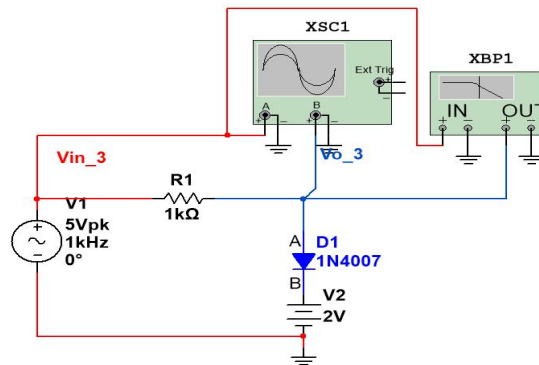 XSC1
XBP1
Ext Trig
+
−
A
B
+ − + −
IN OUT
+ − + −
Vin_3
Vo_3
R1
1kΩ
V1
5Vpk
1kHz
0°
+
−
A
D1
1N4007
B
V2
2V